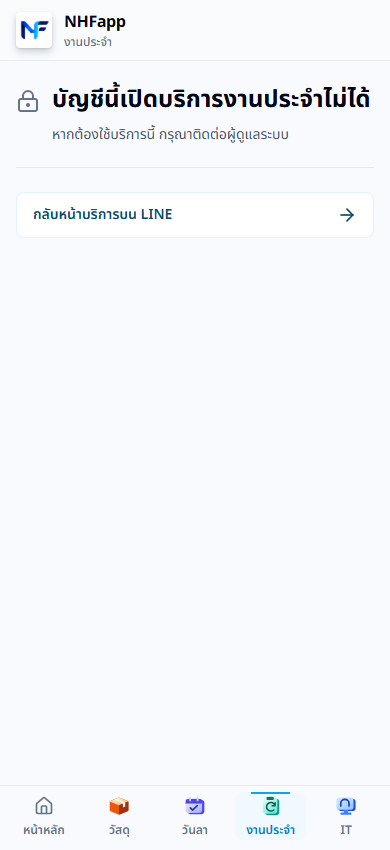 NF
NHFapp
งานประจำ
บัญชีนี้เปิดบริการงานประจำไม่ได้
หากต้องใช้บริการนี้ กรุณาติดต่อผู้ดูแลระบบ
กลับหน้าบริการบน LINE
หน้าหลัก
วัสดุ
วันลา
งานประจำ
IT